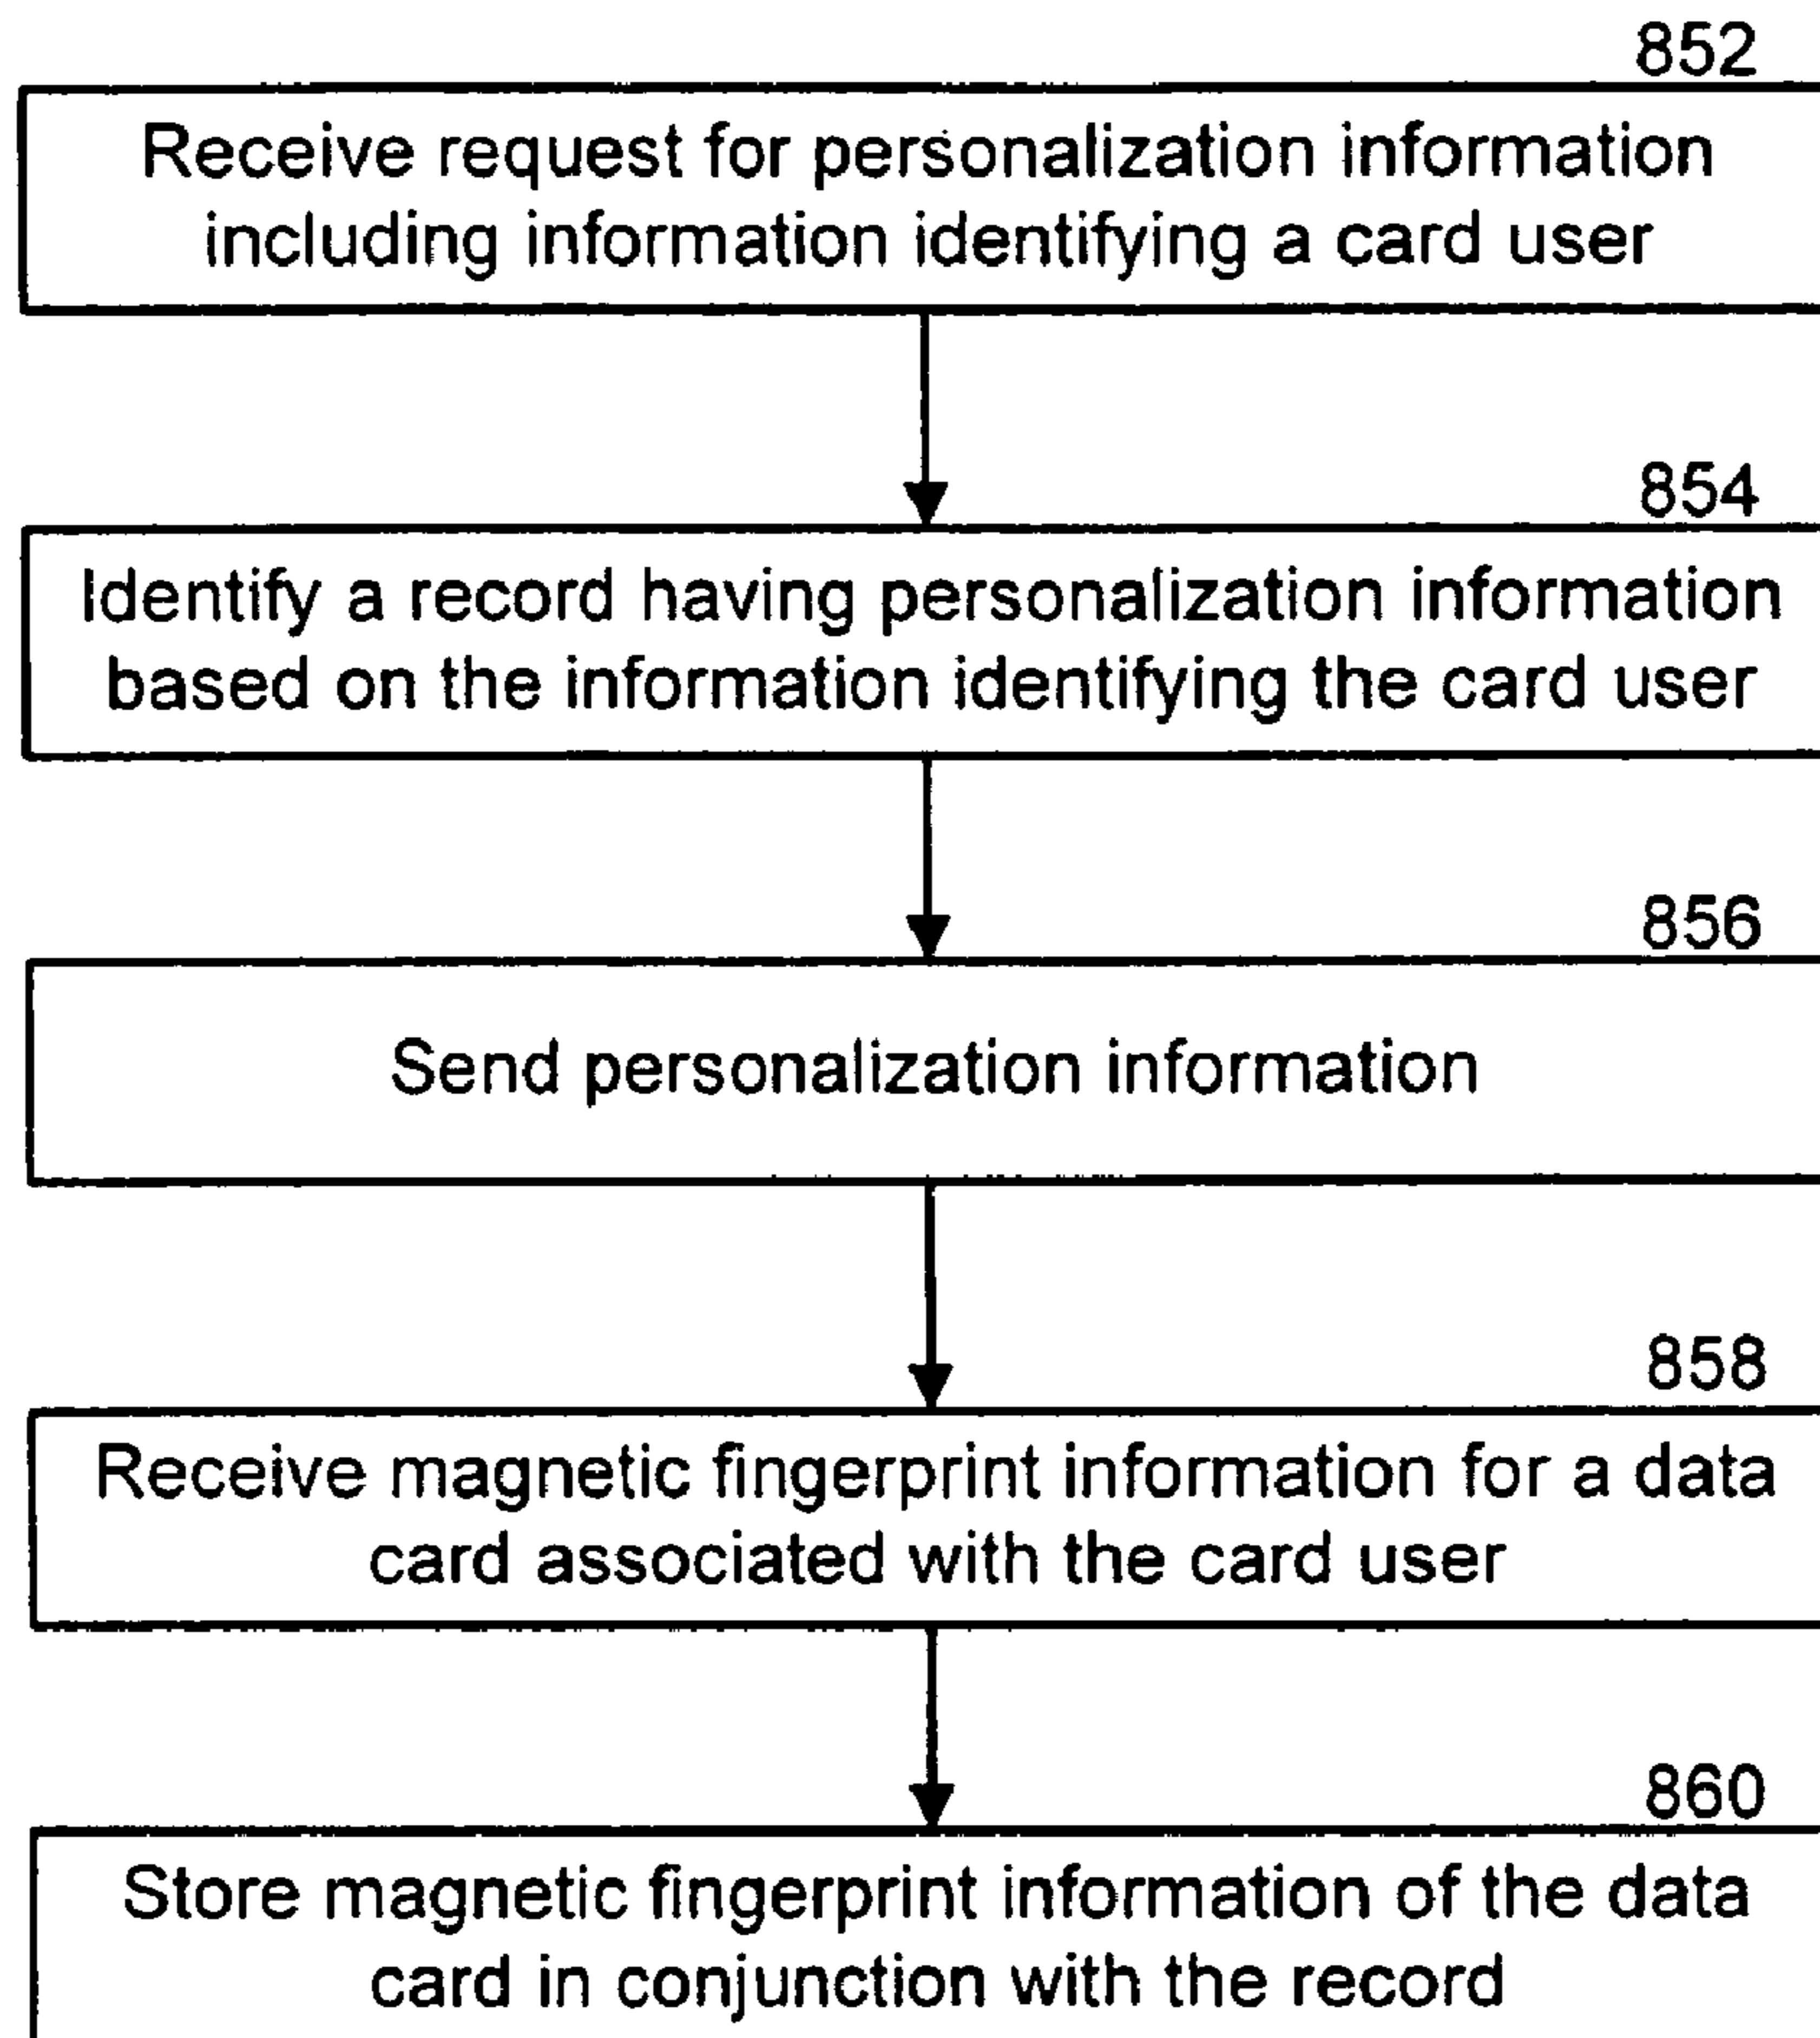 852
Receive request for personalization information
including information identifying a card user
854
Identify a record having personalization information
based on the information identifying the card user
856
Send personalization information
858
Receive magnetic fingerprint information for a data
card associated with the card user
860
Store magnetic fingerprint information of the data
card in conjunction with the record